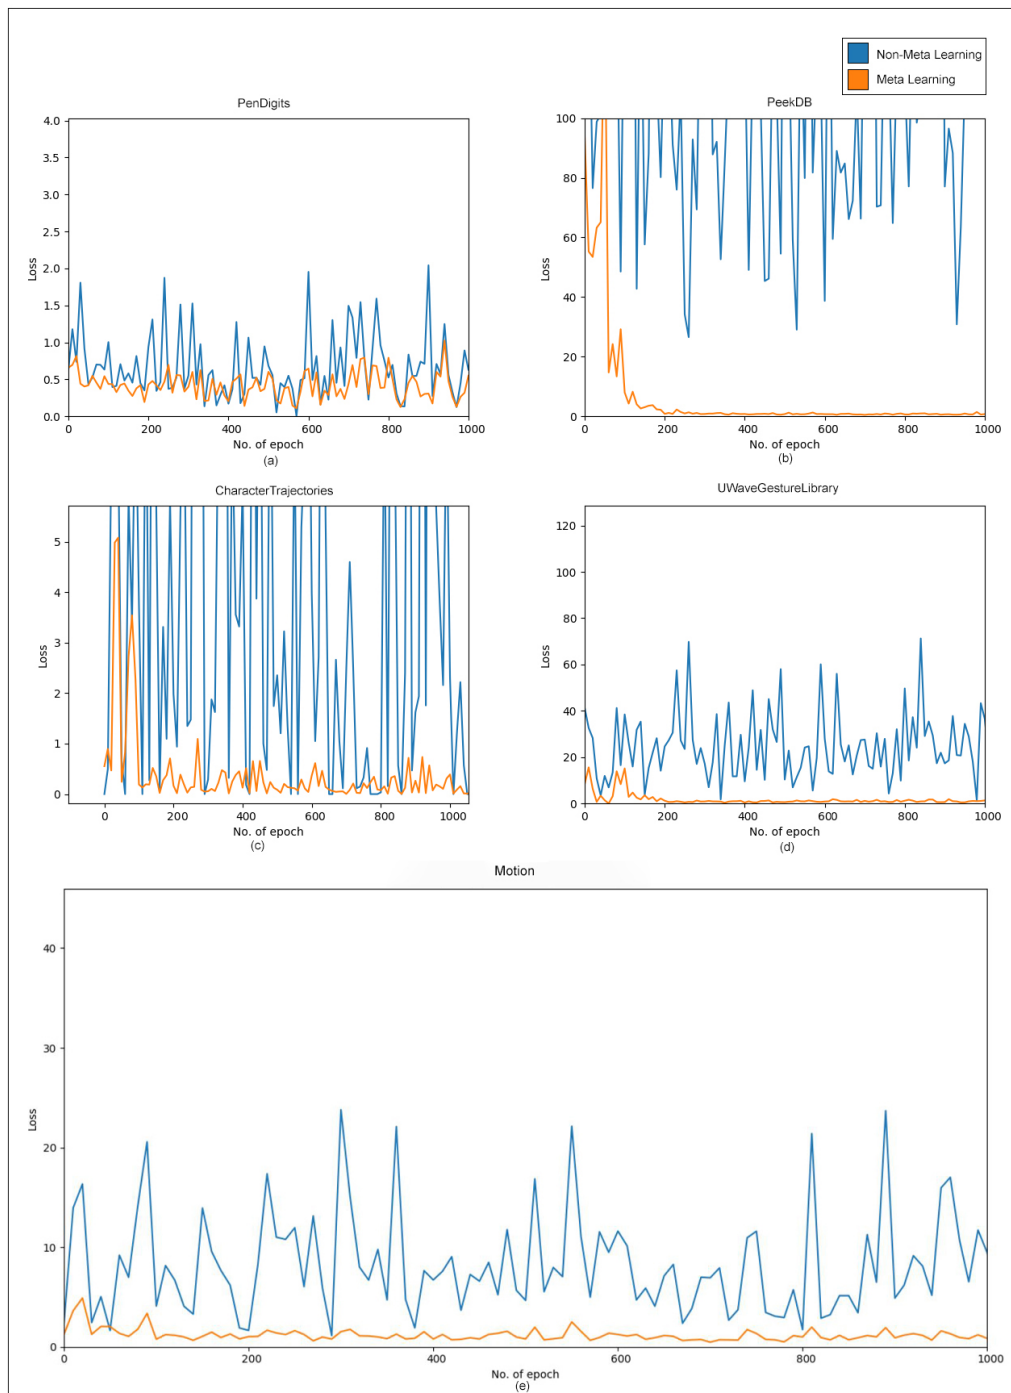 Non-Meta Learning
Meta Learning
PenDigits
4.0
3.5
3.0
2.5
2.0
1.5
1.0
0.5
0.0
Loss
0 200 400 600 800 1000
No. of epoch
(a)
PeekDB
100
80
60
40
20
0
Loss
0 200 400 600 800 1000
No. of epoch
(b)
CharacterTrajectories
5
4
3
2
1
0
Loss
0 200 400 600 800 1000
No. of epoch
(c)
UWaveGestureLibrary
120
100
80
60
40
20
0
Loss
0 200 400 600 800 1000
No. of epoch
(d)
Motion
40
30
20
10
0
Loss
0 200 400 600 800 1000
No. of epoch
(e)